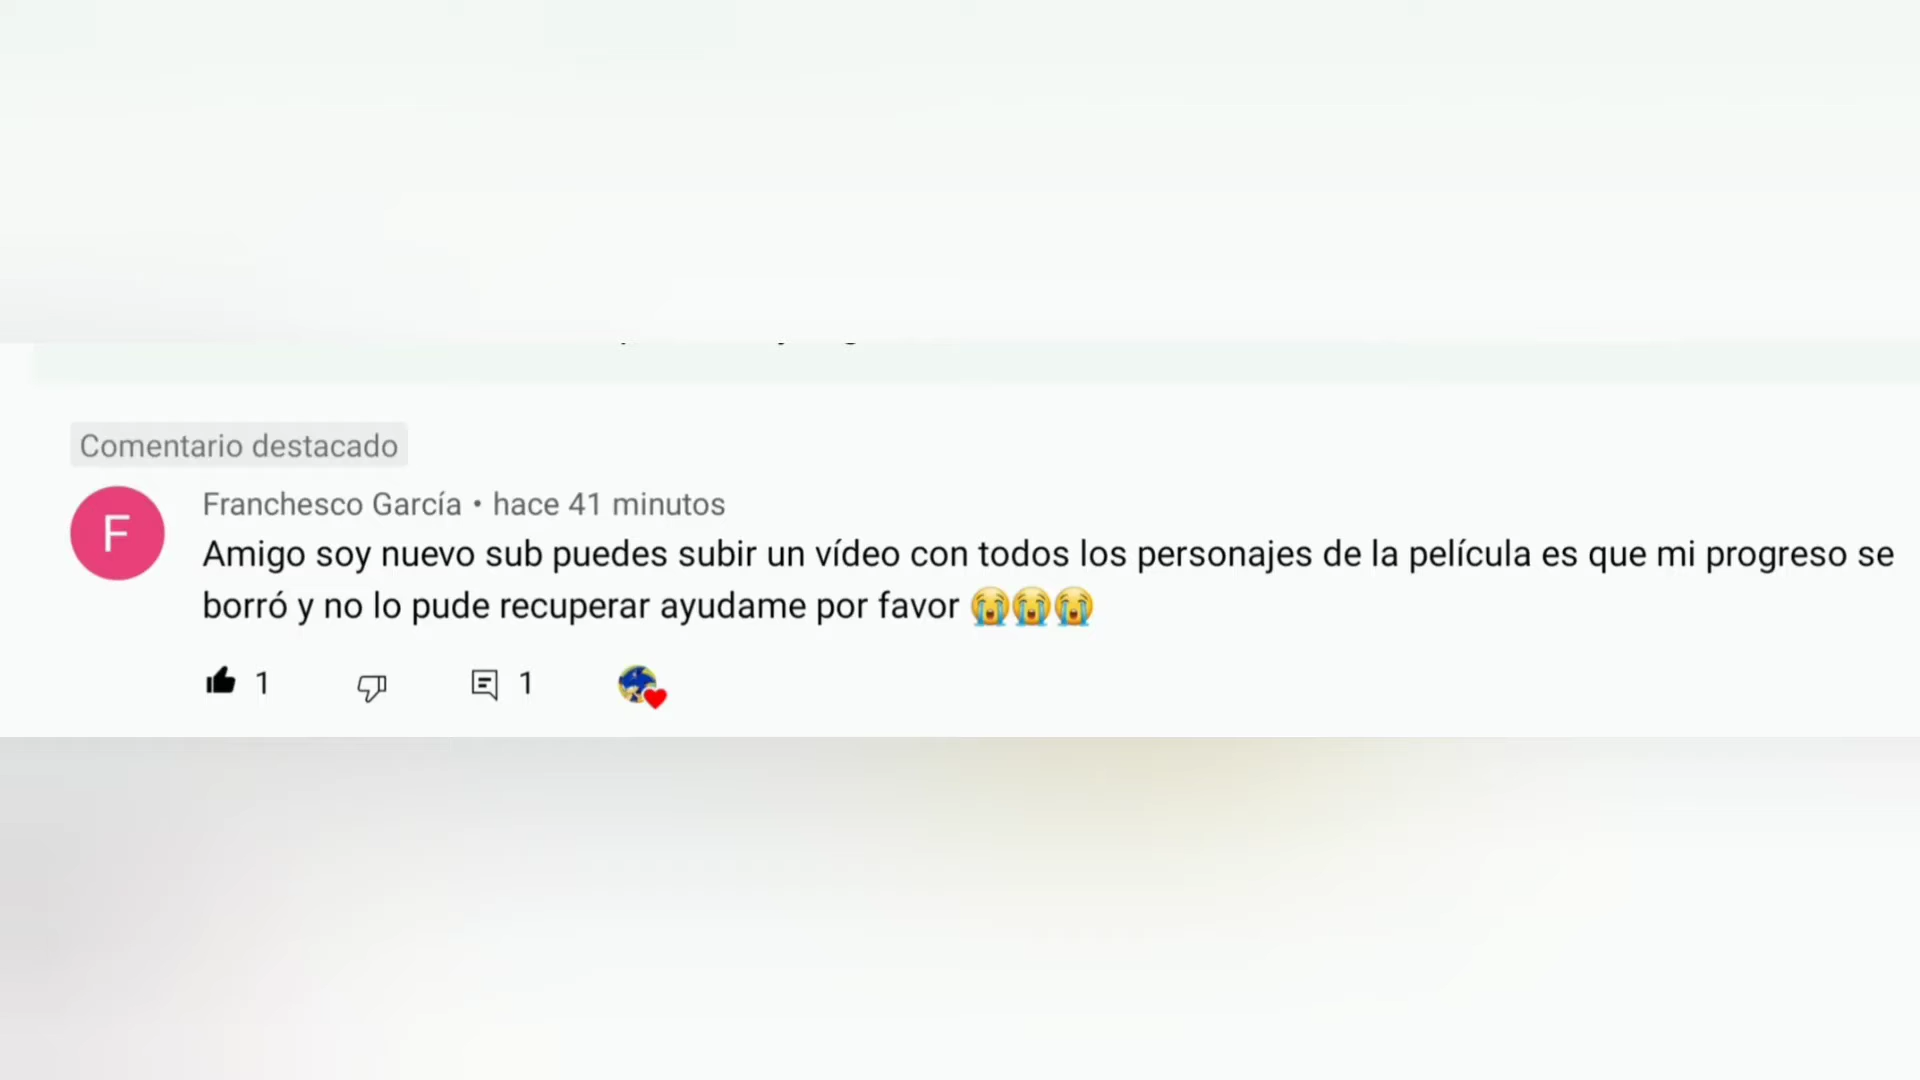 Comentario destacado
F
Franchesco García • hace 41 minutos
Amigo soy nuevo sub puedes subir un vídeo con todos los personajes de la película es que mi progreso se
borró y no lo pude recuperar ayudame por favor 😭😭😭
1 1